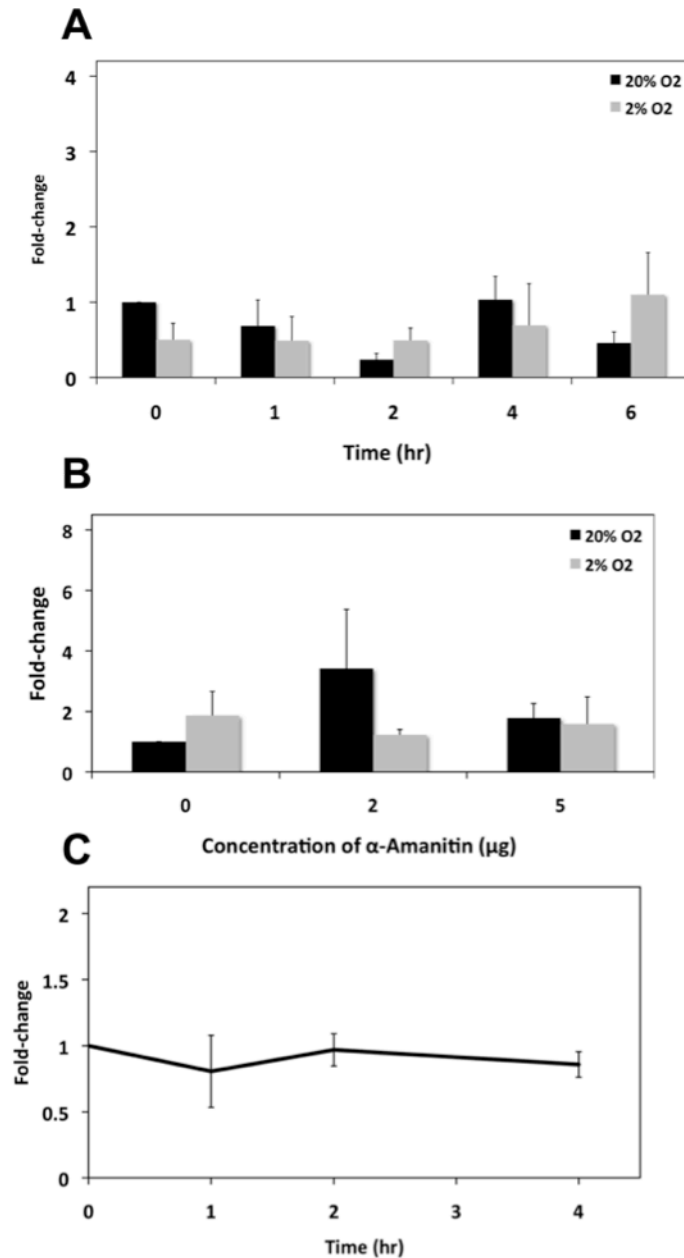 A
4
3
2
1
0
Fold-change
20% O2
2% O2
0 1 2 4 6
Time (hr)
B
8
6
4
2
0
Fold-change
20% O2
2% O2
0 2 5
Concentration of α-Amanitin (µg)
C
2
1.5
1
0.5
0
Fold-change
0 1 2 3 4
Time (hr)